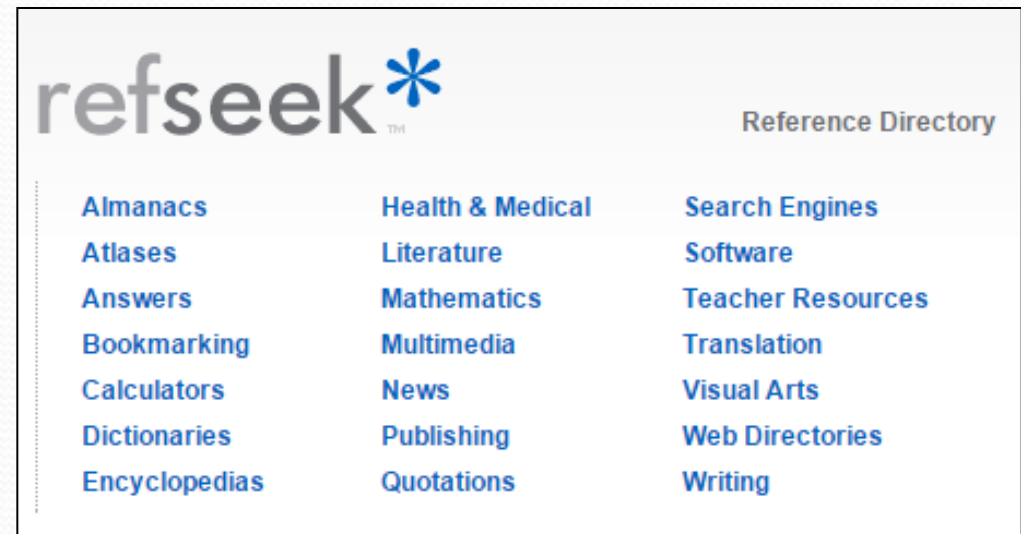 refseek*™
Reference Directory
Almanacs Health & Medical Search Engines
Atlases Literature Software
Answers Mathematics Teacher Resources
Bookmarking Multimedia Translation
Calculators News Visual Arts
Dictionaries Publishing Web Directories
Encyclopedias Quotations Writing